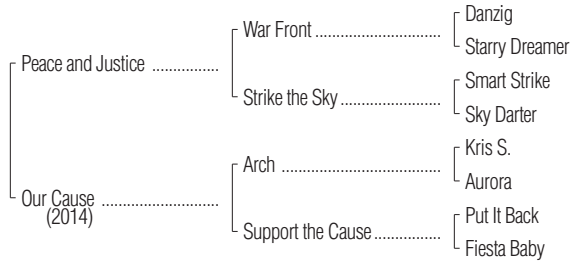 Danzig
War Front
Starry Dreamer
Peace and Justice
Smart Strike
Strike the Sky
Sky Darter
Kris S.
Arch
Aurora
Our Cause
(2014)
Put It Back
Support the Cause
Fiesta Baby